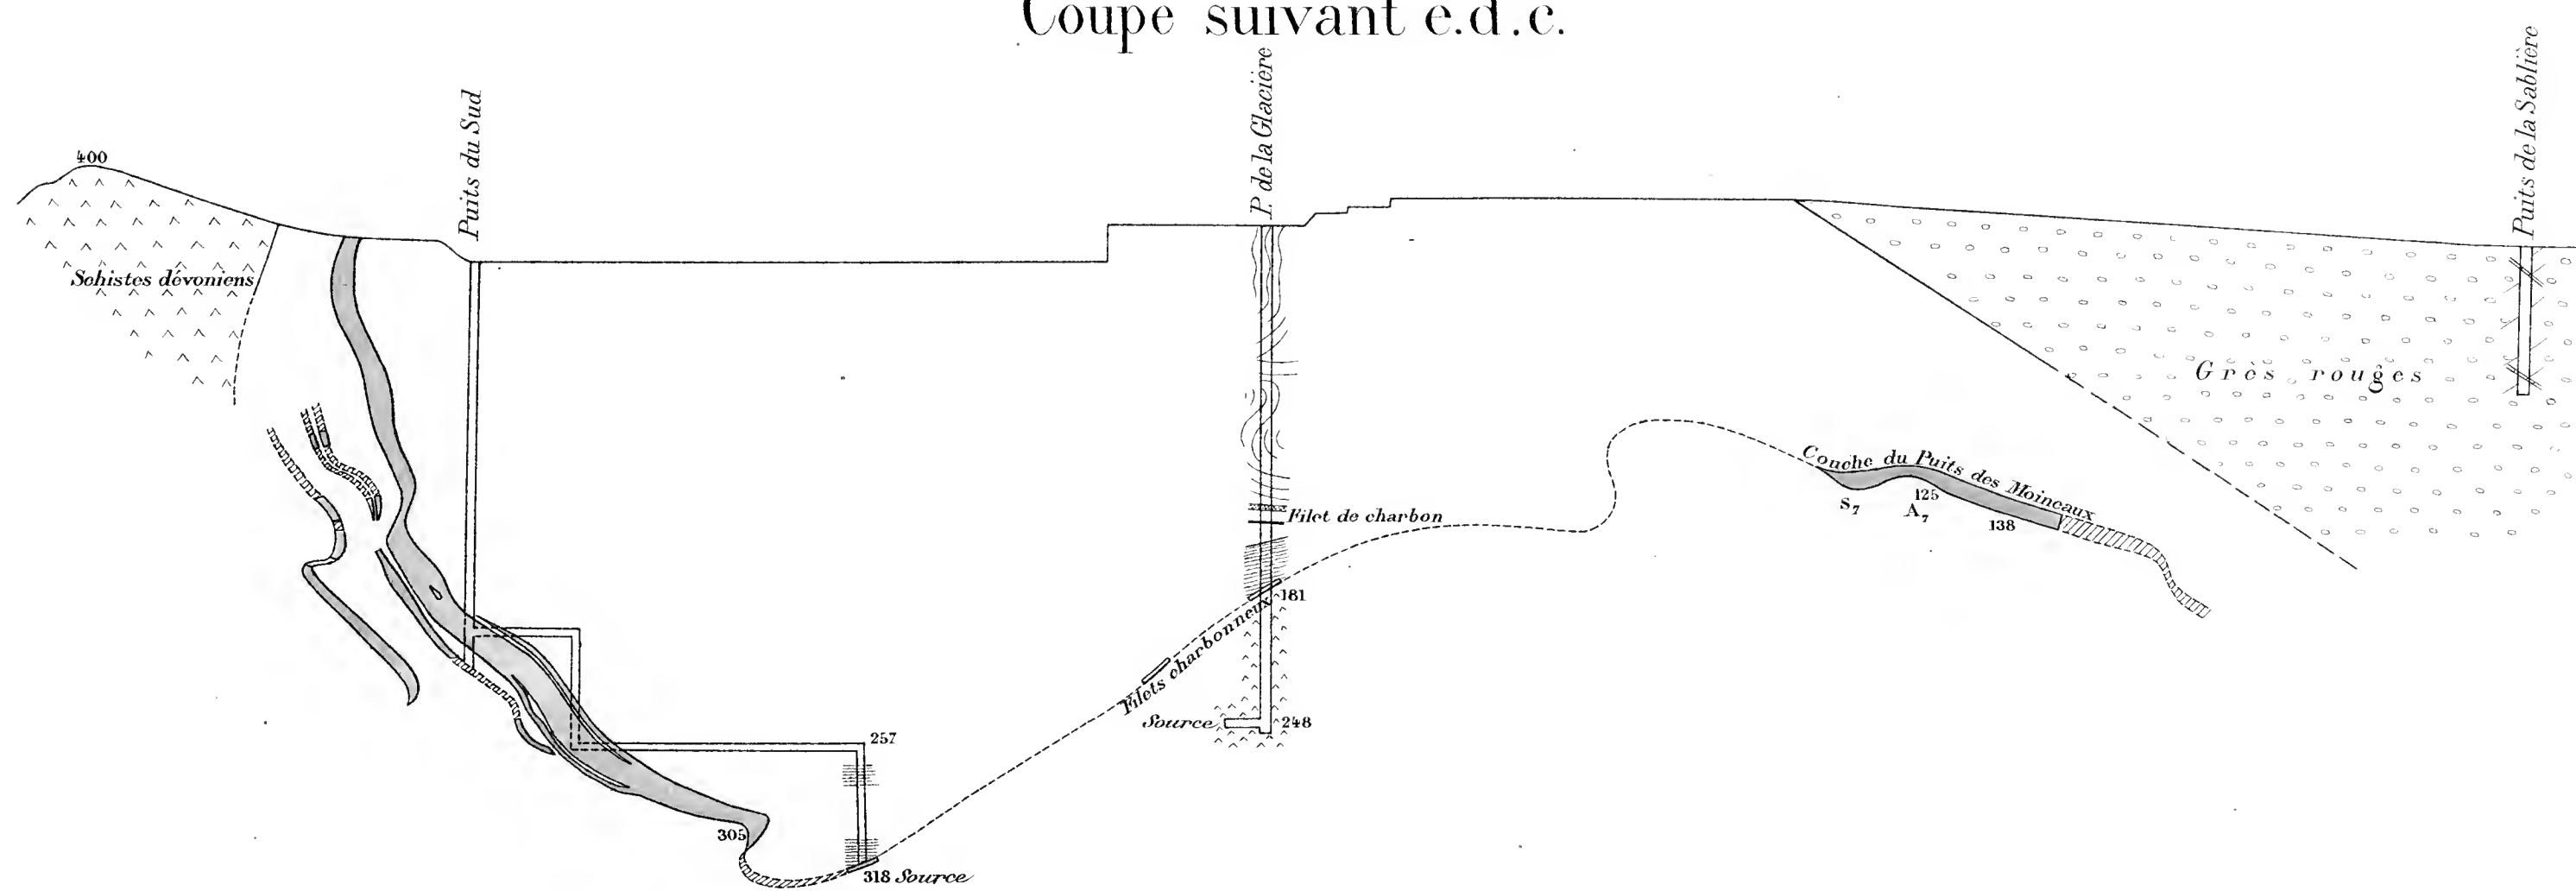 Coupe suivant e.d.c.
Puits du Sud
P. de la Glacière
Puits de la Sablière
400
Schistes dévoniens
Grès rouges
Couche du Puits des Moineaux
S7
125
A7
138
Filet de charbon
181
Filets charbonneux
Source
248
257
305
318 Source